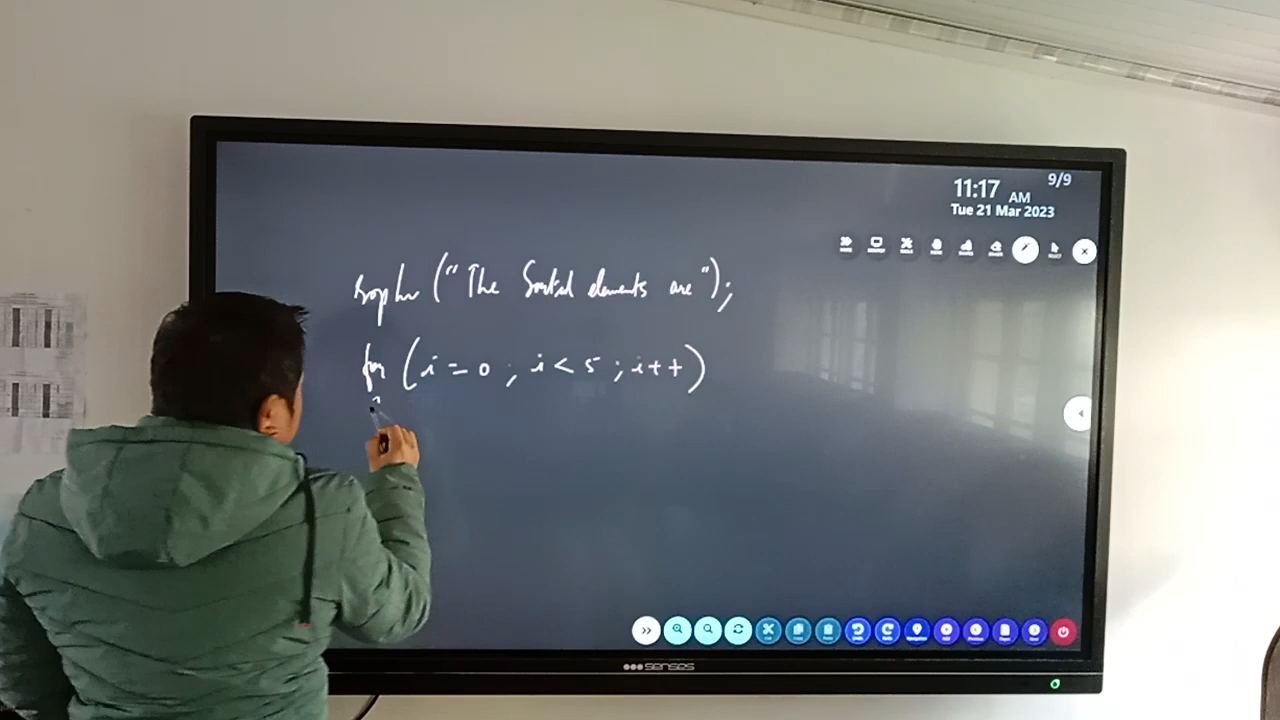 11:17 AM 9/9
Tue 21 Mar 2023
("The Sorted elements are");
for (i=0; i<5; i++)
senses